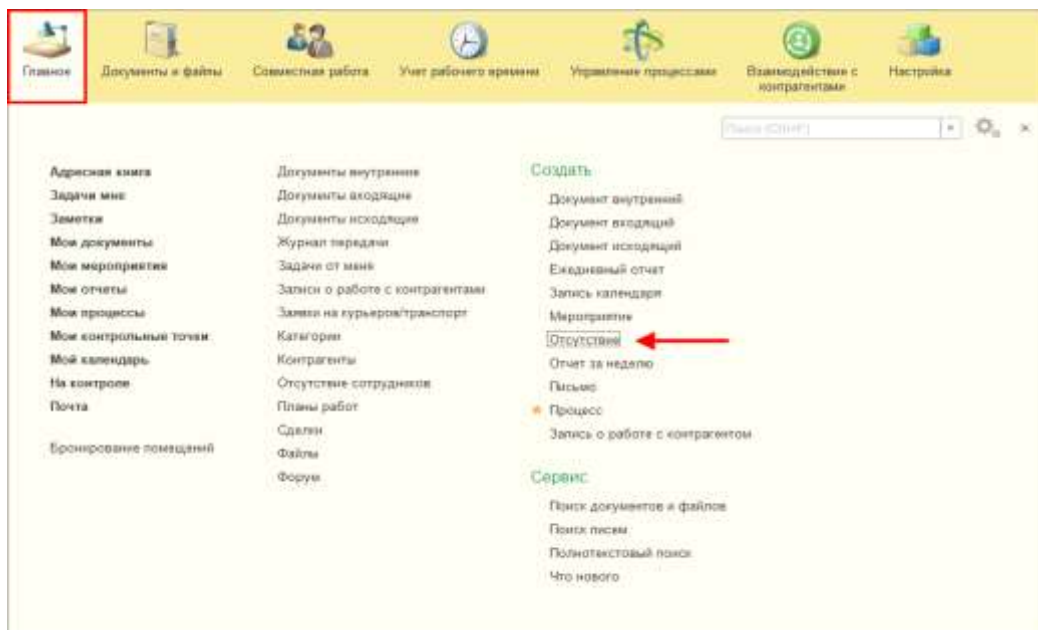 Главное
Документы и файлы
Совместная работа
Учет рабочего времени
Управление процессами
Взаимодействие с
контрагентами
Настройка
Поиск (Ctrl+F)
Адресная книга
Задачи мне
Заметки
Мои документы
Мои мероприятия
Мои отчеты
Мои процессы
Мои контрольные точки
Мой календарь
На контроле
Почта
Бронирование помещений
Документы внутренние
Документы входящие
Документы исходящие
Журнал передачи
Задачи от меня
Записи о работе с контрагентами
Заявки на курьеров/транспорт
Категории
Контрагенты
Отсутствие сотрудников
Планы работ
Сделки
Файлы
Форум
Создать
Документ внутренний
Документ входящий
Документ исходящий
Ежедневный отчет
Запись календаря
Мероприятие
Отсутствие
Отчет за неделю
Письмо
Процесс
Запись о работе с контрагентом
Сервис
Поиск документов и файлов
Поиск писем
Полнотекстовый поиск
Что нового